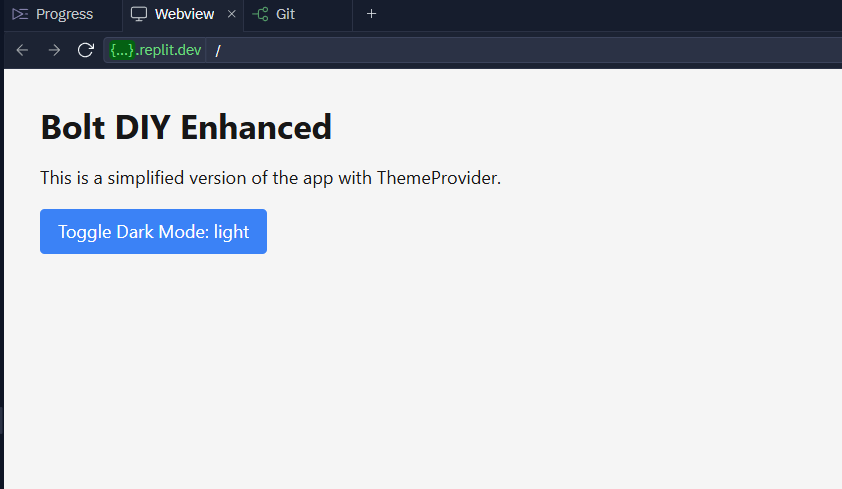 Progress
Webview
Git
{...}.replit.dev /
Bolt DIY Enhanced
This is a simplified version of the app with ThemeProvider.
Toggle Dark Mode: light